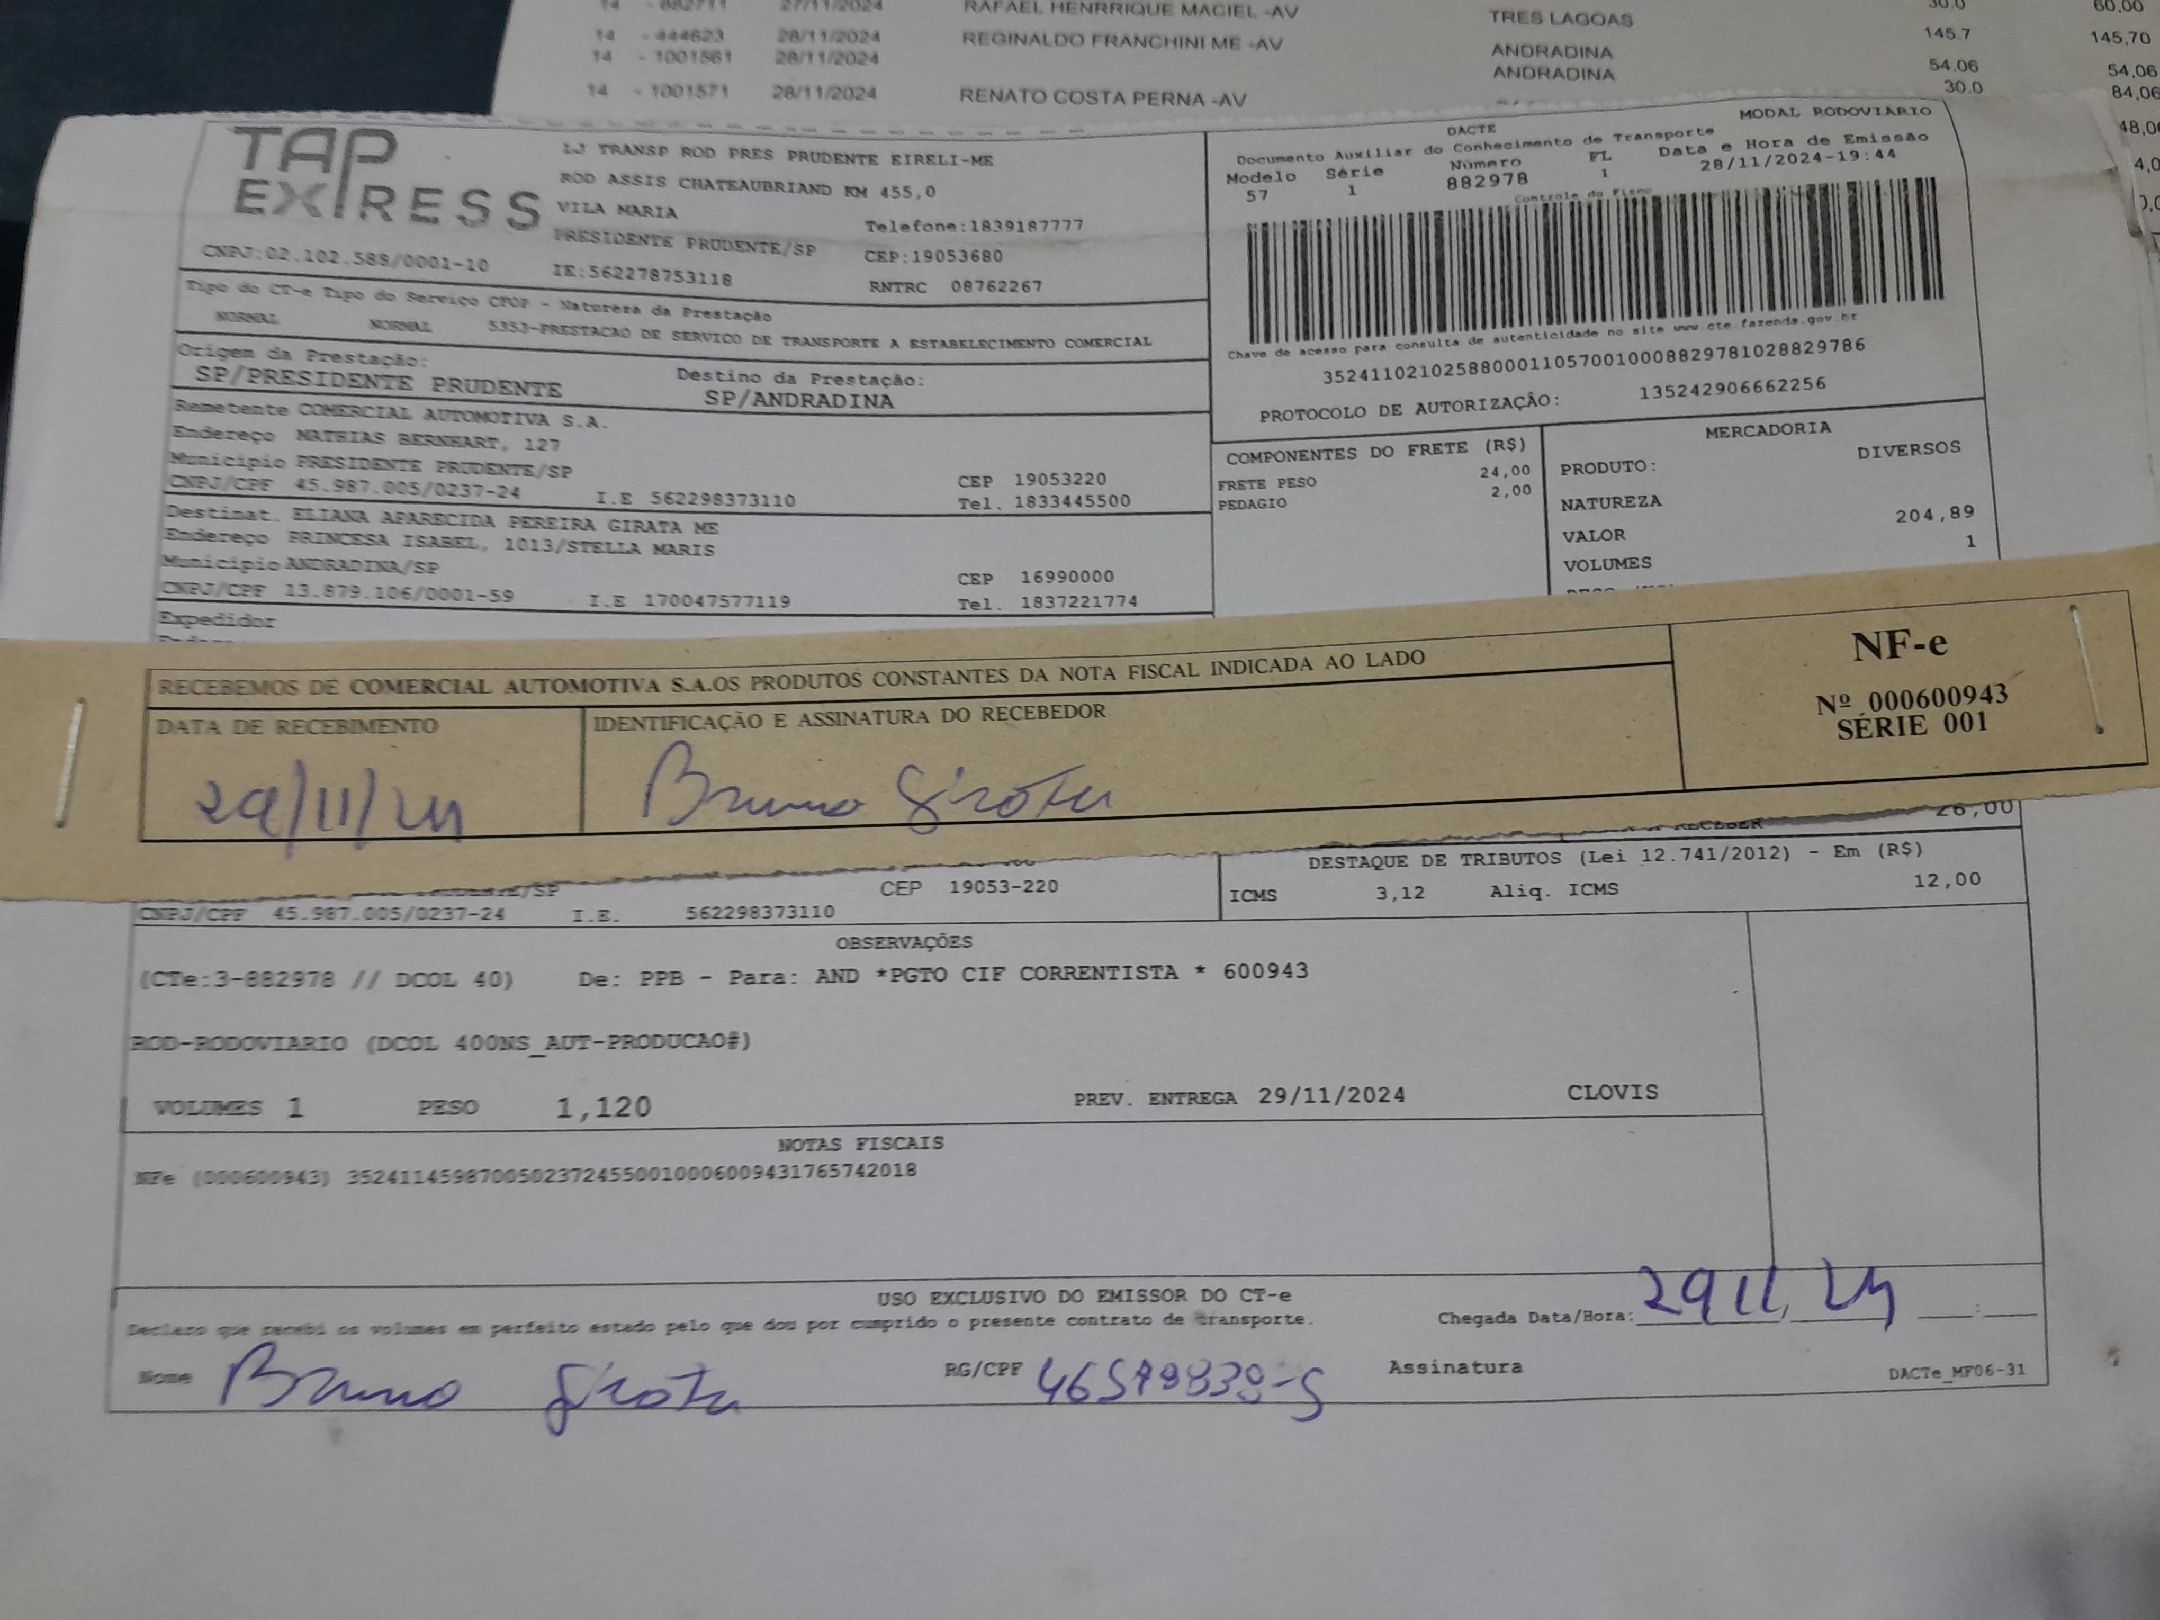 14 - 882711 27/11/2024 RAFAEL HENRRIQUE MACIEL -AV TRES LAGOAS 30.0 60,00
14 - 444623 28/11/2024 REGINALDO FRANCHINI ME -AV ANDRADINA 145.7 145,70
14 - 1001561 28/11/2024 ANDRADINA 54.06 54,06
14 - 1001571 28/11/2024 RENATO COSTA PERNA -AV 30.0 84,06
TAP EXPRESS
LJ TRANSP ROD PRES PRUDENTE EIRELI-ME
ROD ASSIS CHATEAUBRIAND KM 455,0
VILA MARIA Telefone:1839187777
PRESIDENTE PRUDENTE/SP CEP:19053680
CNPJ:02.102.588/0001-10 IE:562278753118 RNTRC 08762267
DACTE MODAL RODOVIARIO
Documento Auxiliar do Conhecimento de Transporte
Modelo Série Número FL Data e Hora de Emissão
57 1 882978 1 28/11/2024-19:44
Controle do Fisco
Chave de acesso para consulta de autenticidade no site www.cte.fazenda.gov.br
35241102102588000110570010008829781028829786
PROTOCOLO DE AUTORIZAÇÃO: 135242906662256
Tipo do CT-e Tipo do Serviço CFOP - Natureza da Prestação
NORMAL NORMAL 5353-PRESTACAO DE SERVICO DE TRANSPORTE A ESTABELECIMENTO COMERCIAL
Origem da Prestação: Destino da Prestação:
SP/PRESIDENTE PRUDENTE SP/ANDRADINA
Remetente COMERCIAL AUTOMOTIVA S.A.
Endereço MATHIAS BERNHART, 127
Município PRESIDENTE PRUDENTE/SP CEP 19053220
CNPJ/CPF 45.987.005/0237-24 I.E 562298373110 Tel. 1833445500
Destinat. ELIANA APARECIDA PEREIRA GIRATA ME
Endereço PRINCESA ISABEL, 1013/STELLA MARIS
Município ANDRADINA/SP CEP 16990000
CNPJ/CPF 13.879.106/0001-59 I.E 170047577119 Tel. 1837221774
Expedidor
COMPONENTES DO FRETE (R$)
FRETE PESO 24,00
PEDAGIO 2,00
MERCADORIA
PRODUTO: DIVERSOS
NATUREZA
VALOR 204,89
VOLUMES 1
RECEBEMOS DE COMERCIAL AUTOMOTIVA S.A.OS PRODUTOS CONSTANTES DA NOTA FISCAL INDICADA AO LADO
DATA DE RECEBIMENTO IDENTIFICAÇÃO E ASSINATURA DO RECEBEDOR
29/11/24 Bruno Girota
NF-e
Nº 000600943
SÉRIE 001
RECEBER 26,00
CEP 19053-220
CNPJ/CPF 45.987.005/0237-24 I.E. 562298373110
DESTAQUE DE TRIBUTOS (Lei 12.741/2012) - Em (R$)
ICMS 3,12 Aliq. ICMS 12,00
OBSERVAÇÕES
(CTe:3-882978 // DCOL 40) De: PPB - Para: AND *PGTO CIF CORRENTISTA * 600943
ROD-RODOVIARIO (DCOL 400NS_AUT-PRODUCAO#)
VOLUMES 1 PESO 1,120 PREV. ENTREGA 29/11/2024 CLOVIS
NOTAS FISCAIS
NFe (000600943) 35241145987005023724550010006009431765742018
USO EXCLUSIVO DO EMISSOR DO CT-e
Declaro que recebi os volumes em perfeito estado pelo que dou por cumprido o presente contrato de transporte. Chegada Data/Hora: 29 11 24
Nome Bruno Girota RG/CPF Assinatura DACTe_MF06-31